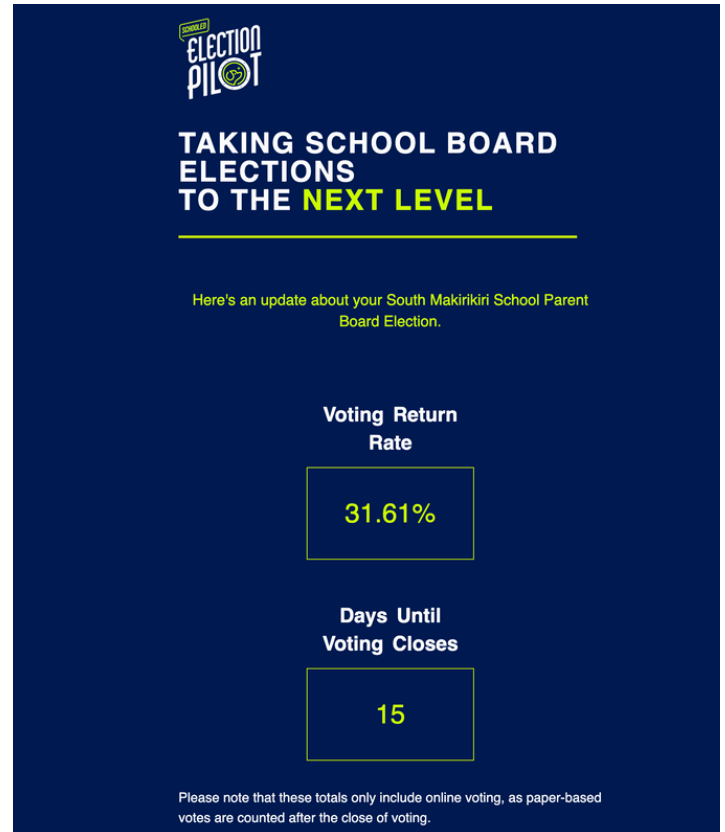 SCHOOLED
ELECTION
PILOT
TAKING SCHOOL BOARD
ELECTIONS
TO THE NEXT LEVEL
Here's an update about your South Makirikiri School Parent
Board Election.
Voting Return
Rate
31.61%
Days Until
Voting Closes
15
Please note that these totals only include online voting, as paper-based
votes are counted after the close of voting.